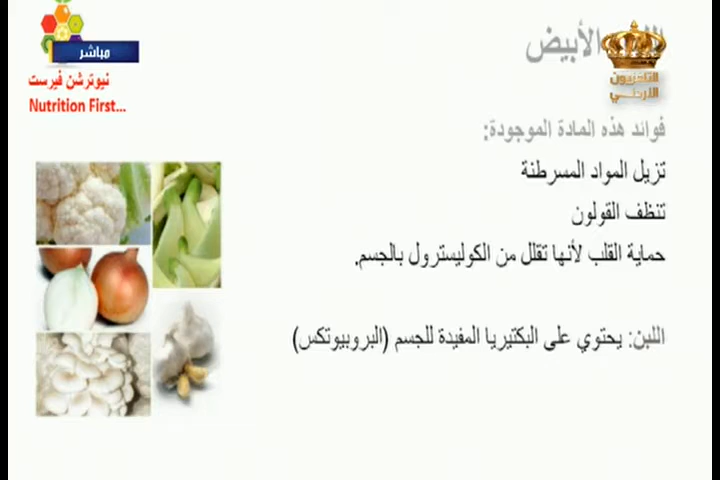 مباشر
نيوترشن فيرست
Nutrition First...
الأبيض
التلفزيون
الاردني
فوائد هذه المادة الموجودة:
تزيل المواد المسرطنة
تنظف القولون
حماية القلب لأنها تقلل من الكوليسترول بالجسم.
اللبن: يحتوي على البكتيريا المفيدة للجسم (البروبيوتكس)